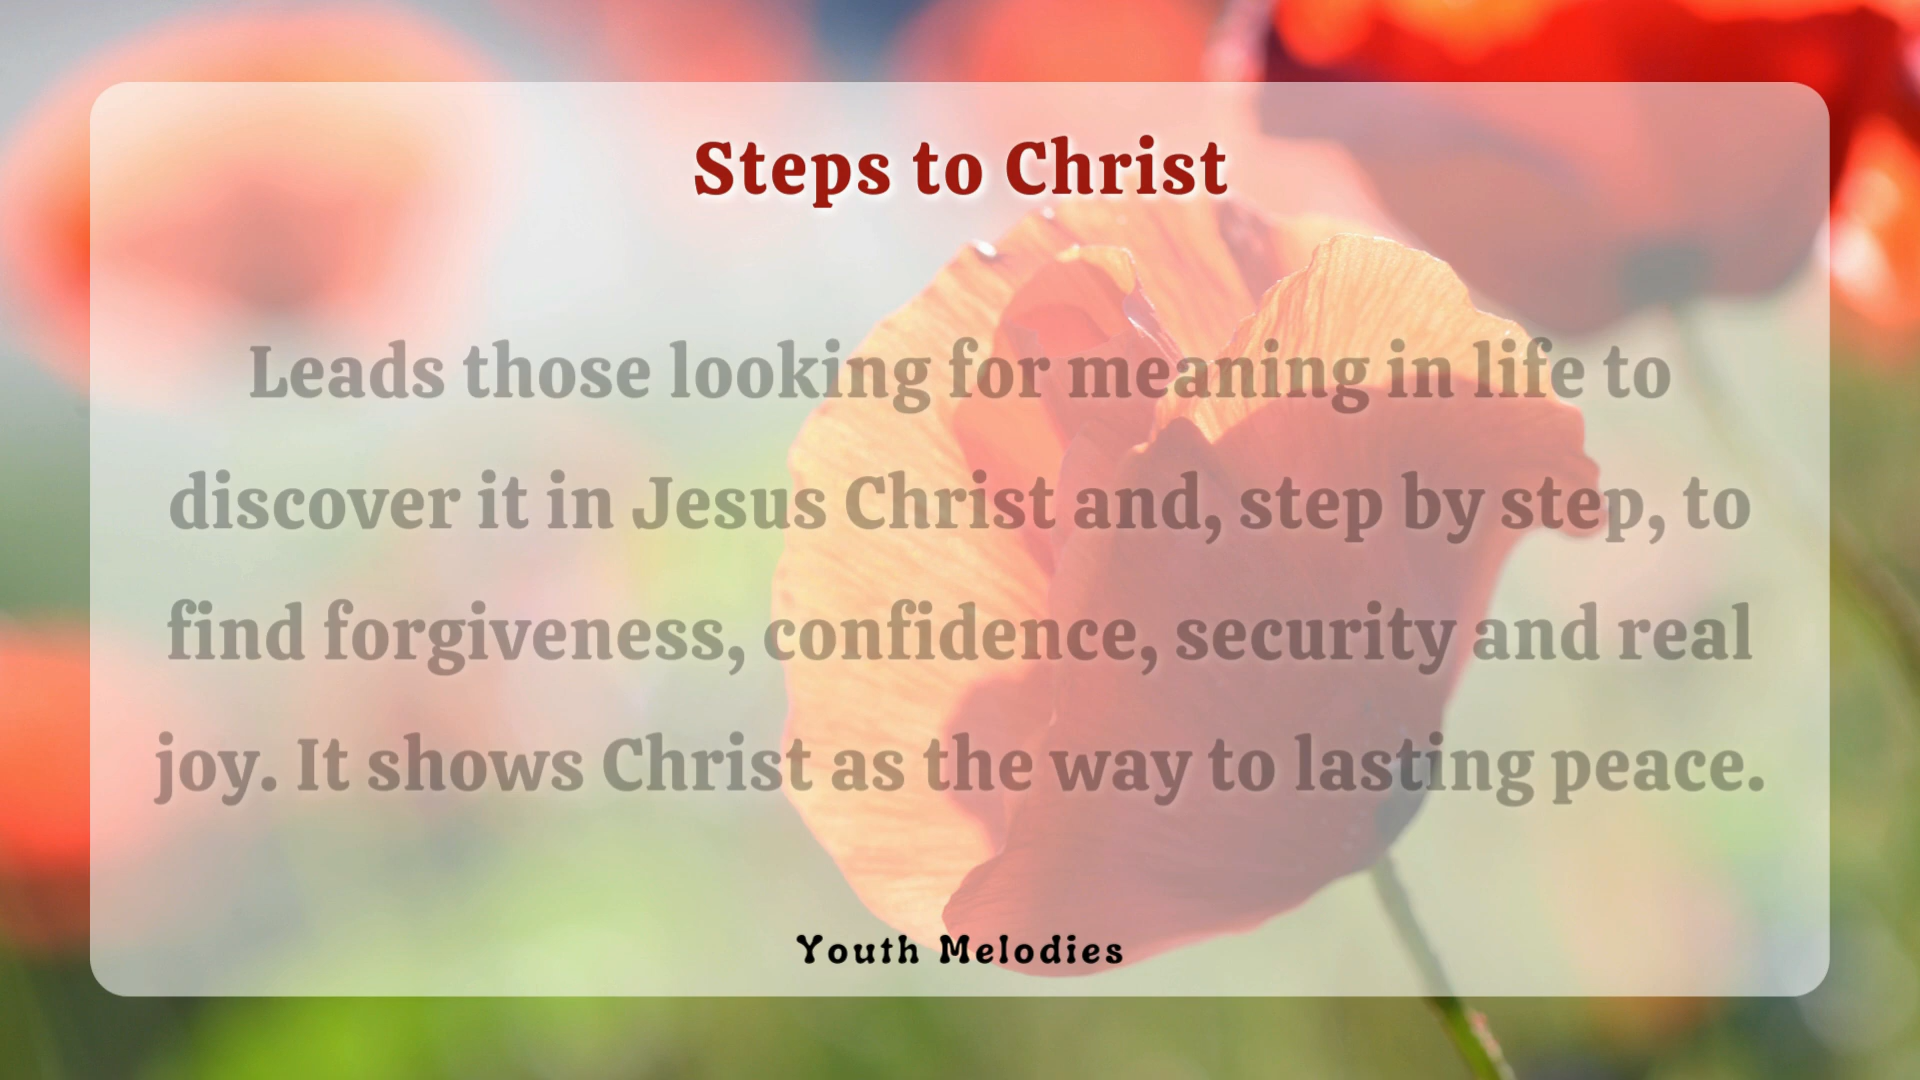 Steps to Christ
Leads those looking for meaning in life to
discover it in Jesus Christ and, step by step, to
find forgiveness, confidence, security and real
joy. It shows Christ as the way to lasting peace.
Youth Melodies